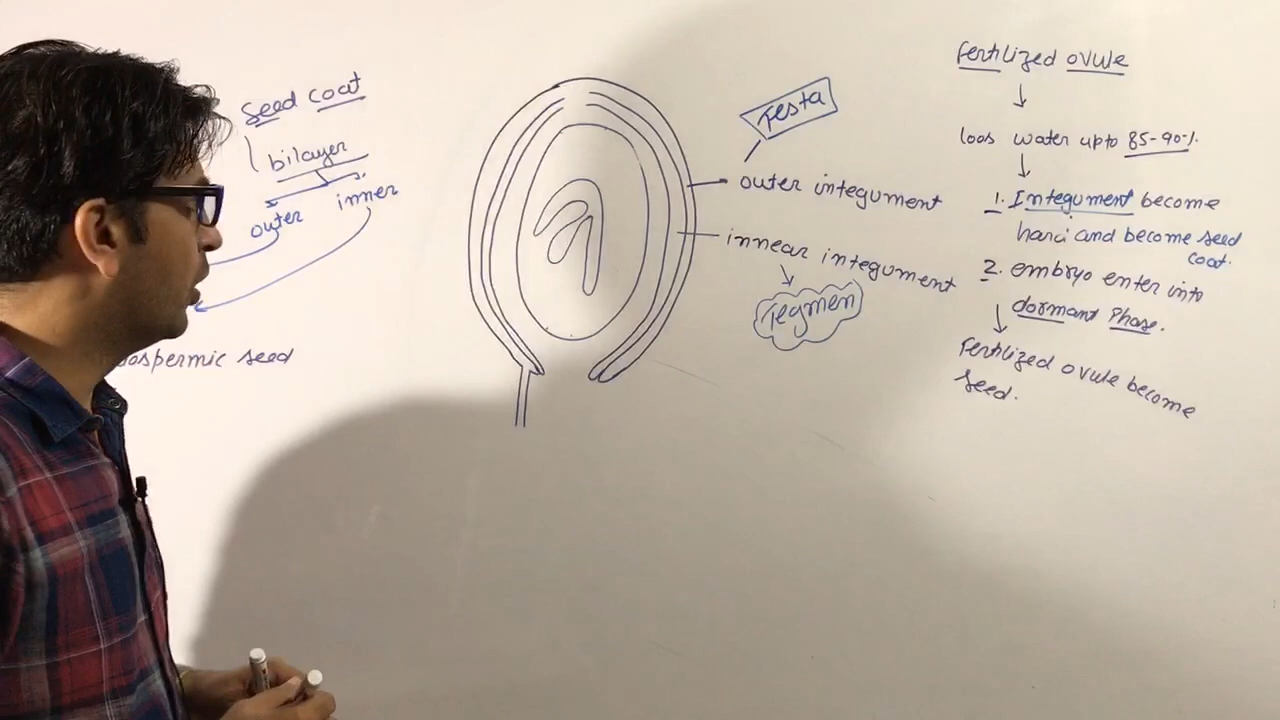 Seed coat
bilayer
outer inner
Testa
outer integument
innear integument
Tegmen
Fertilized ovule
loos water upto 85-90%.
1. Integument become
hard and become seed
coat.
2. embryo enter into
dormant Phase.
Fertilized ovule become
Seed.
seed